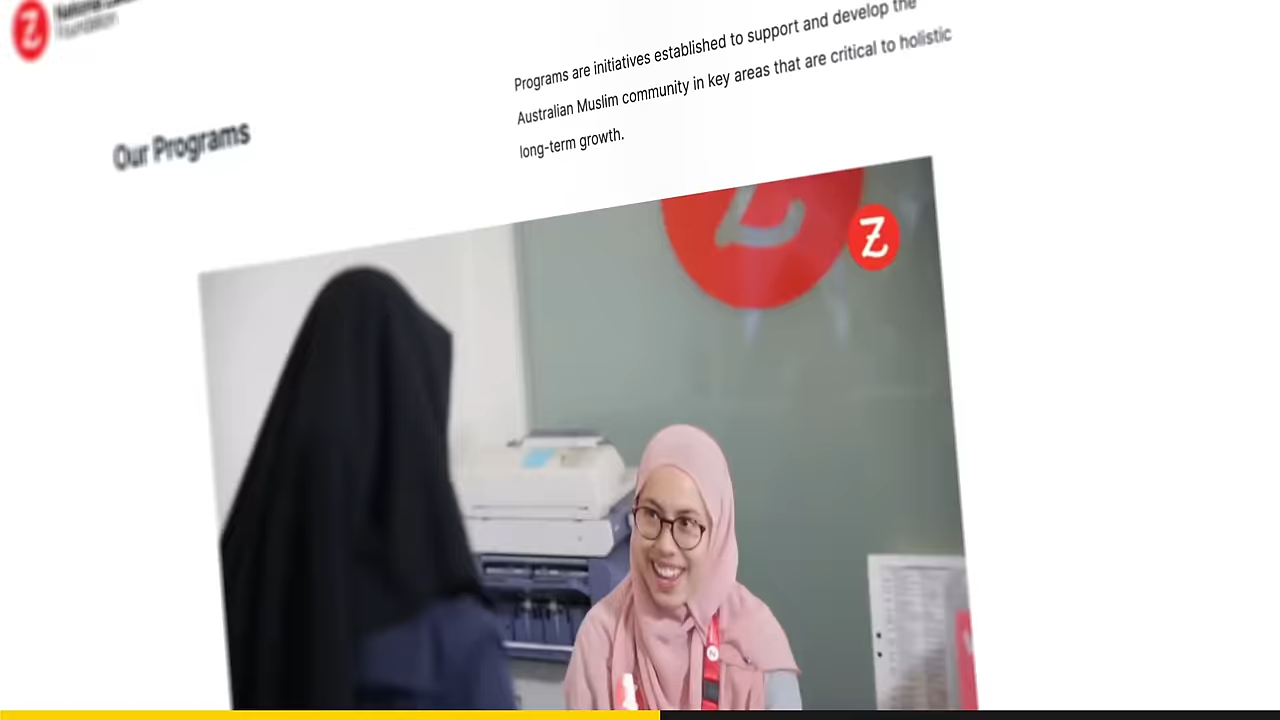 Z
Foundation
Our Programs
Programs are initiatives established to support and develop the
Australian Muslim community in key areas that are critical to holistic
long-term growth.
Z
Z